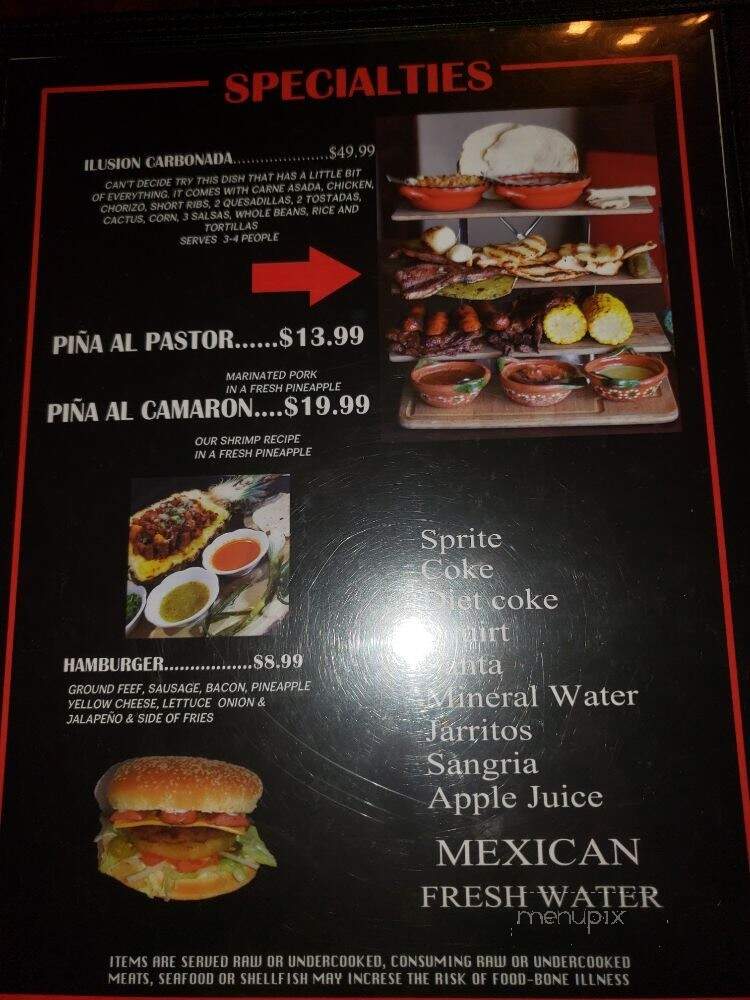 SPECIALTIES
ILUSION CARBONADA.....................$49.99
CAN'T DECIDE TRY THIS DISH THAT HAS A LITTLE BIT
OF EVERYTHING. IT COMES WITH CARNE ASADA, CHICKEN,
CHORIZO, SHORT RIBS, 2 QUESADILLAS, 2 TOSTADAS,
CACTUS, CORN, 3 SALSAS, WHOLE BEANS, RICE AND
TORTILLAS
SERVES 3-4 PEOPLE
PIÑA AL PASTOR......$13.99
MARINATED PORK
IN A FRESH PINEAPPLE
PIÑA AL CAMARON....$19.99
OUR SHRIMP RECIPE
IN A FRESH PINEAPPLE
HAMBURGER.................$8.99
GROUND FEEF, SAUSAGE, BACON, PINEAPPLE
YELLOW CHEESE, LETTUCE ONION &
JALAPEÑO & SIDE OF FRIES
Sprite
Coke
Diet coke
Mineral Water
Jarritos
Sangria
Apple Juice
MEXICAN
FRESH WATER
menupix
ITEMS ARE SERVED RAW OR UNDERCOOKED, CONSUMING RAW OR UNDERCOOKED
MEATS, SEAFOOD OR SHELLFISH MAY INCRESE THE RISK OF FOOD-BONE ILLNESS